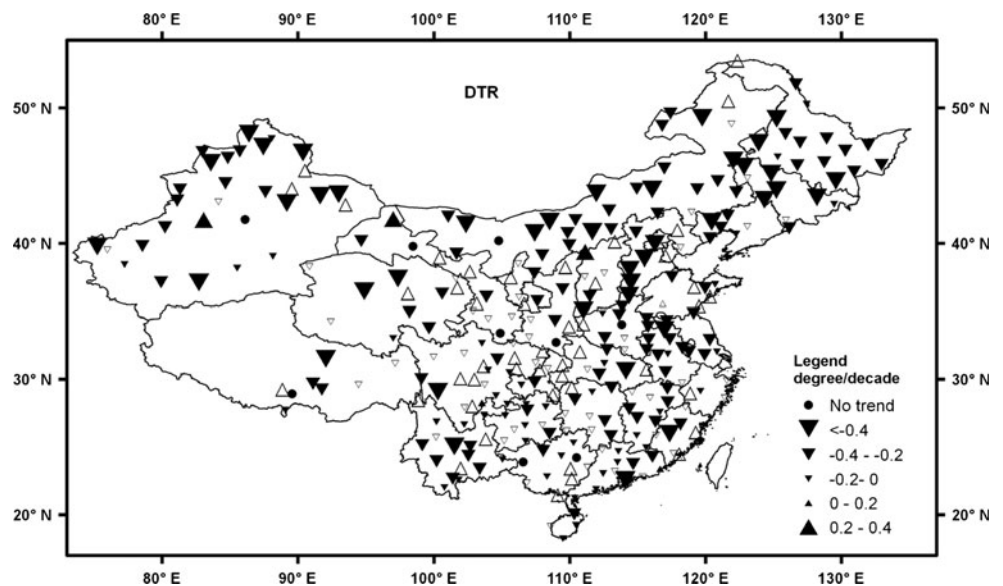 80° E 90° E 100° E 110° E 120° E 130° E
DTR
50° N 50° N
40° N 40° N
30° N 30° N
20° N 20° N
Legend
degree/decade
No trend
<-0.4
-0.4 - -0.2
-0.2- 0
0 - 0.2
0.2 - 0.4
80° E 90° E 100° E 110° E 120° E 130° E